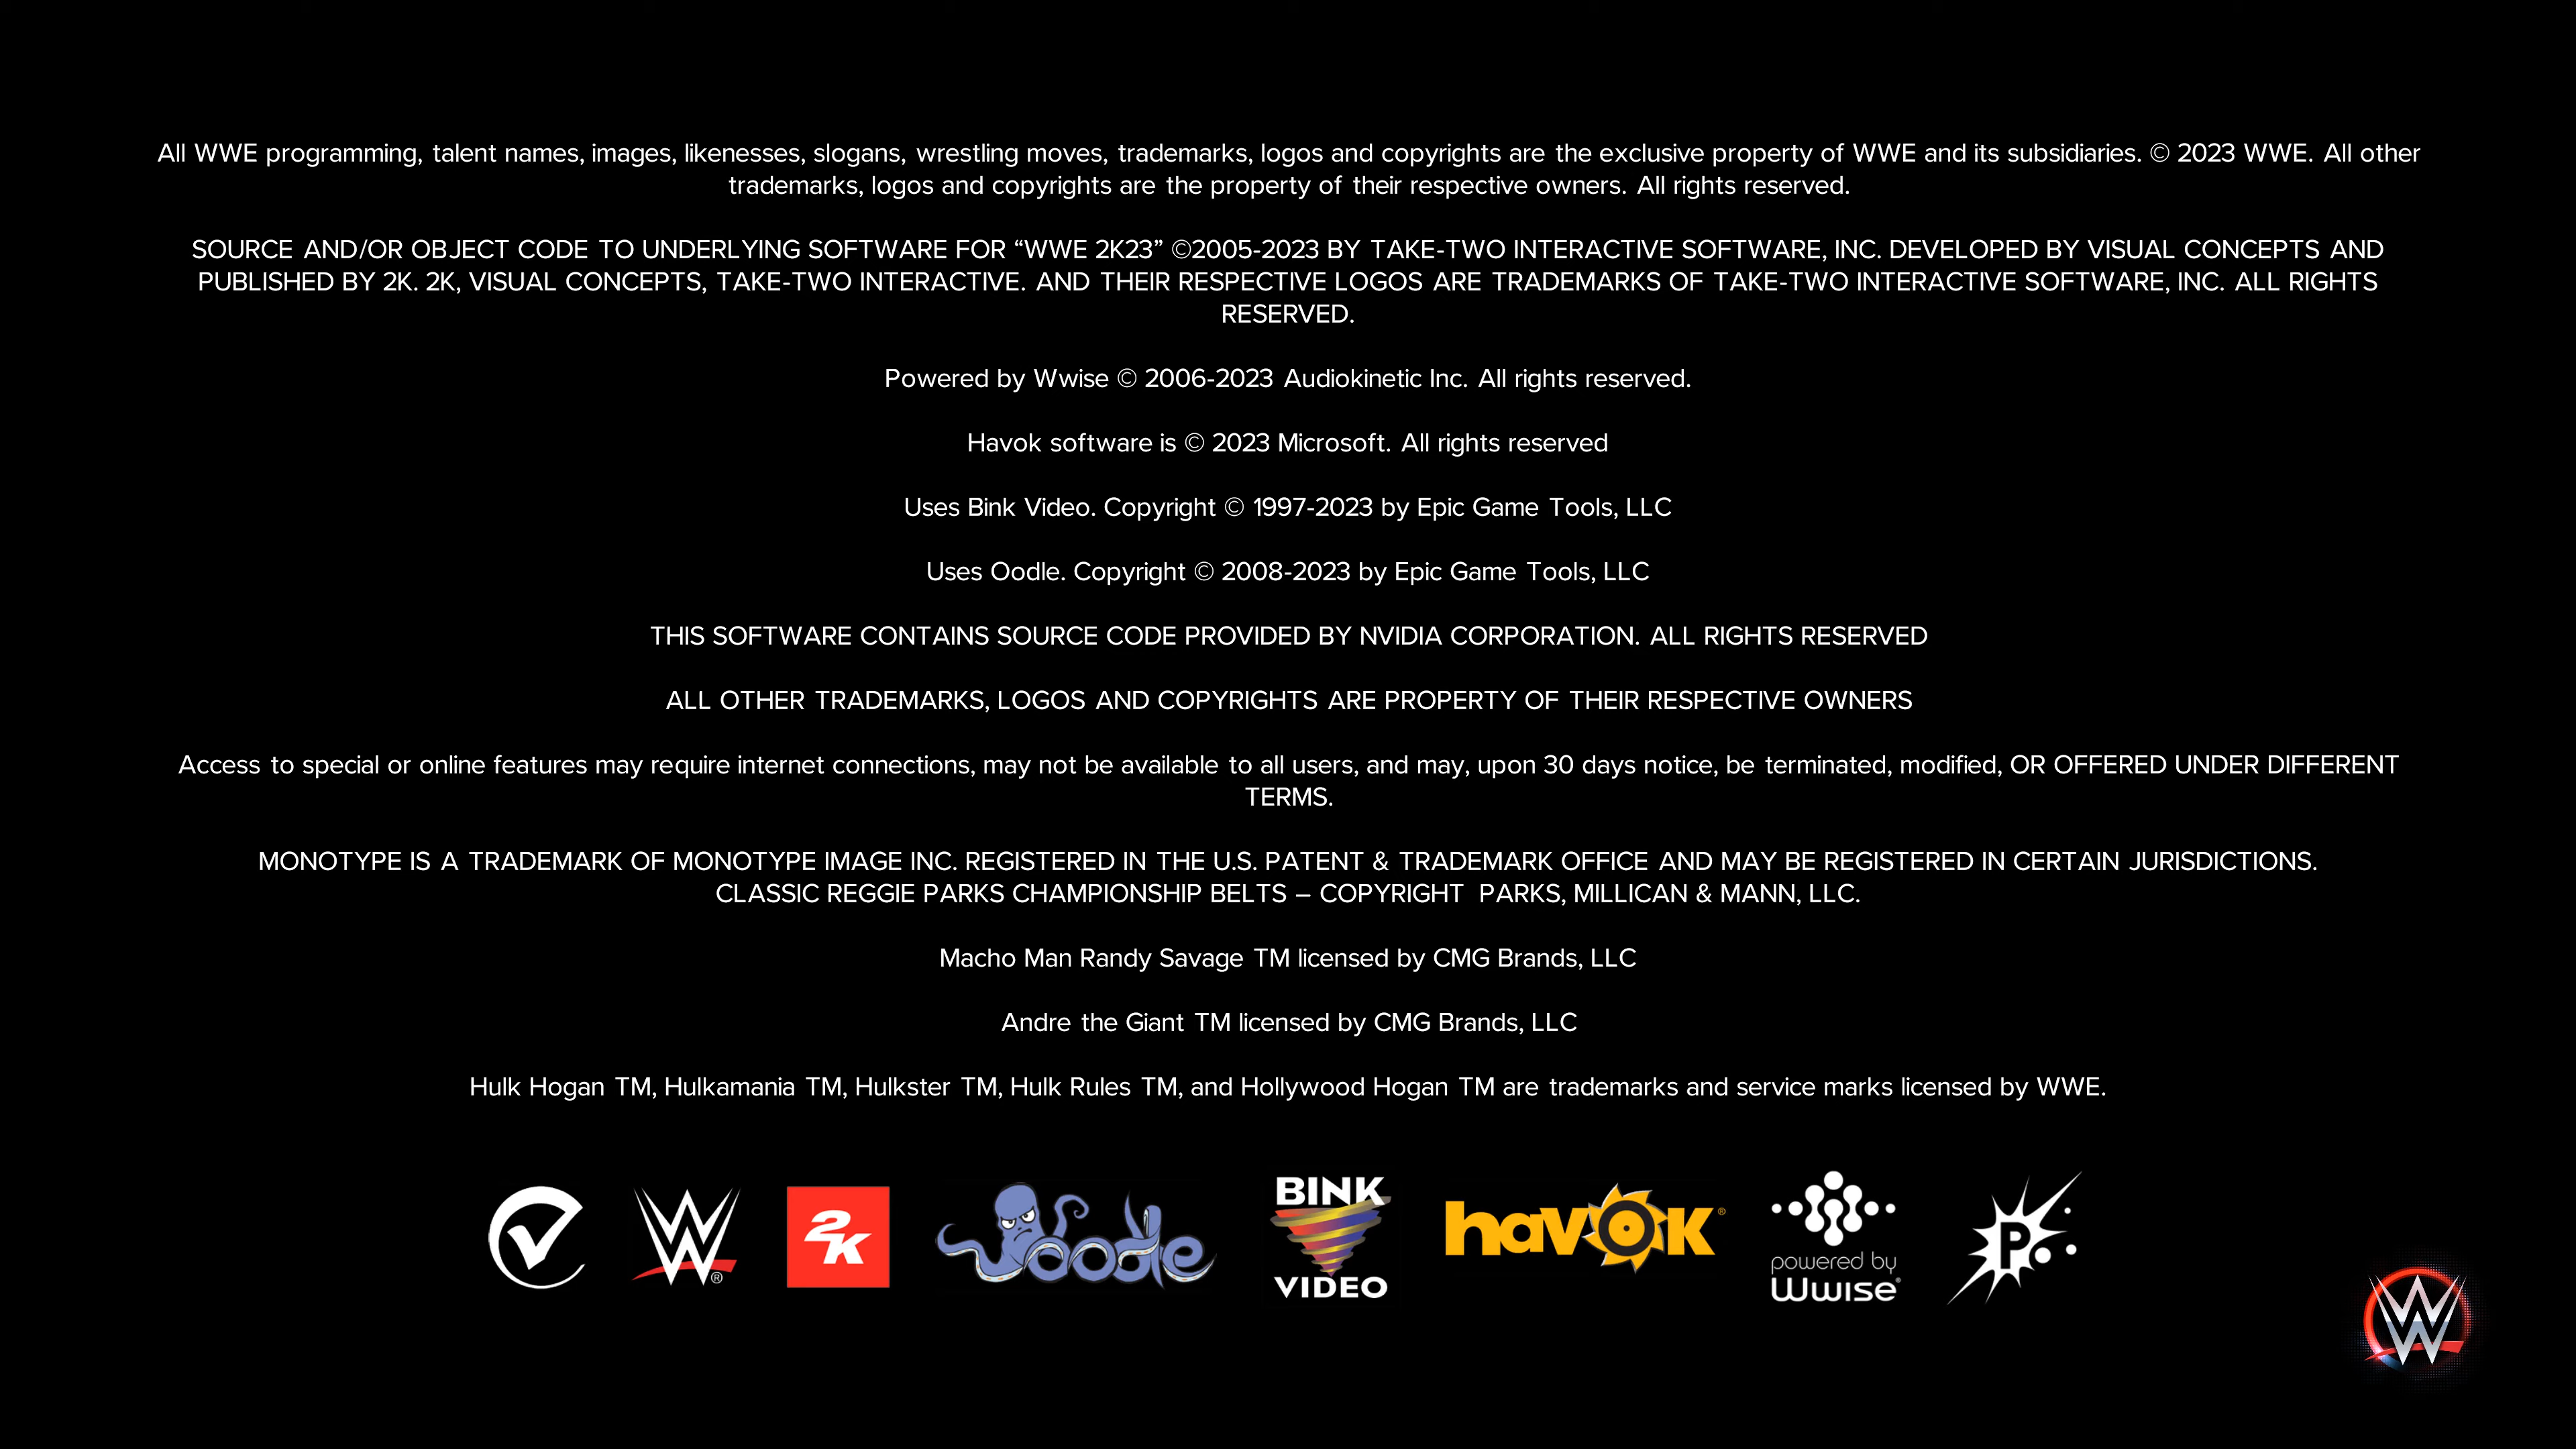 All WWE programming, talent names, images, likenesses, slogans, wrestling moves, trademarks, logos and copyrights are the exclusive property of WWE and its subsidiaries. © 2023 WWE. All other
trademarks, logos and copyrights are the property of their respective owners. All rights reserved.
SOURCE AND/OR OBJECT CODE TO UNDERLYING SOFTWARE FOR “WWE 2K23” ©2005-2023 BY TAKE-TWO INTERACTIVE SOFTWARE, INC. DEVELOPED BY VISUAL CONCEPTS AND
PUBLISHED BY 2K. 2K, VISUAL CONCEPTS, TAKE-TWO INTERACTIVE. AND THEIR RESPECTIVE LOGOS ARE TRADEMARKS OF TAKE-TWO INTERACTIVE SOFTWARE, INC. ALL RIGHTS
RESERVED.
Powered by Wwise © 2006-2023 Audiokinetic Inc. All rights reserved.
Havok software is © 2023 Microsoft. All rights reserved
Uses Bink Video. Copyright © 1997-2023 by Epic Game Tools, LLC
Uses Oodle. Copyright © 2008-2023 by Epic Game Tools, LLC
THIS SOFTWARE CONTAINS SOURCE CODE PROVIDED BY NVIDIA CORPORATION. ALL RIGHTS RESERVED
ALL OTHER TRADEMARKS, LOGOS AND COPYRIGHTS ARE PROPERTY OF THEIR RESPECTIVE OWNERS
Access to special or online features may require internet connections, may not be available to all users, and may, upon 30 days notice, be terminated, modified, OR OFFERED UNDER DIFFERENT
TERMS.
MONOTYPE IS A TRADEMARK OF MONOTYPE IMAGE INC. REGISTERED IN THE U.S. PATENT & TRADEMARK OFFICE AND MAY BE REGISTERED IN CERTAIN JURISDICTIONS.
CLASSIC REGGIE PARKS CHAMPIONSHIP BELTS – COPYRIGHT PARKS, MILLICAN & MANN, LLC.
Macho Man Randy Savage TM licensed by CMG Brands, LLC
Andre the Giant TM licensed by CMG Brands, LLC
Hulk Hogan TM, Hulkamania TM, Hulkster TM, Hulk Rules TM, and Hollywood Hogan TM are trademarks and service marks licensed by WWE.
W ®
2K
oodle
BINK
VIDEO
havok ®
powered by
Wwise ®
P
W